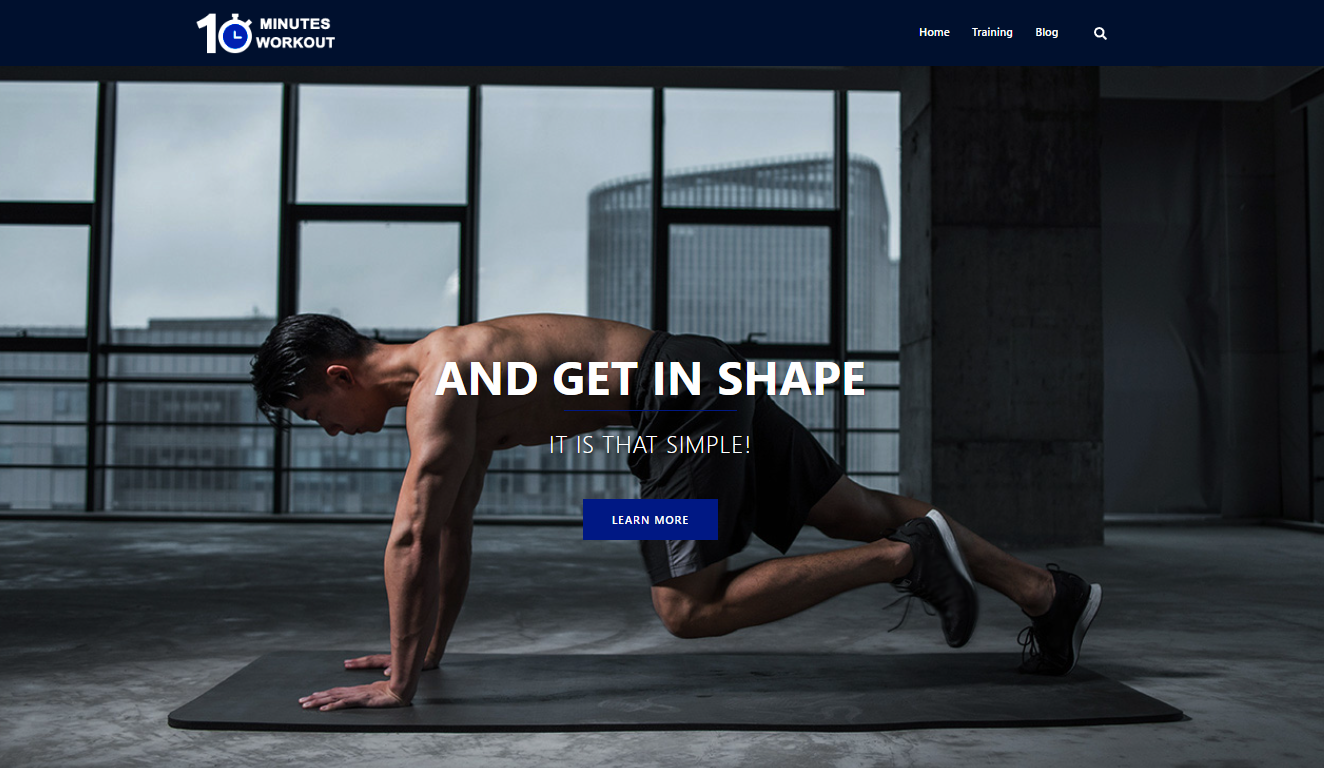 10 MINUTES
WORKOUT
Home Training Blog
AND GET IN SHAPE
IT IS THAT SIMPLE!
LEARN MORE